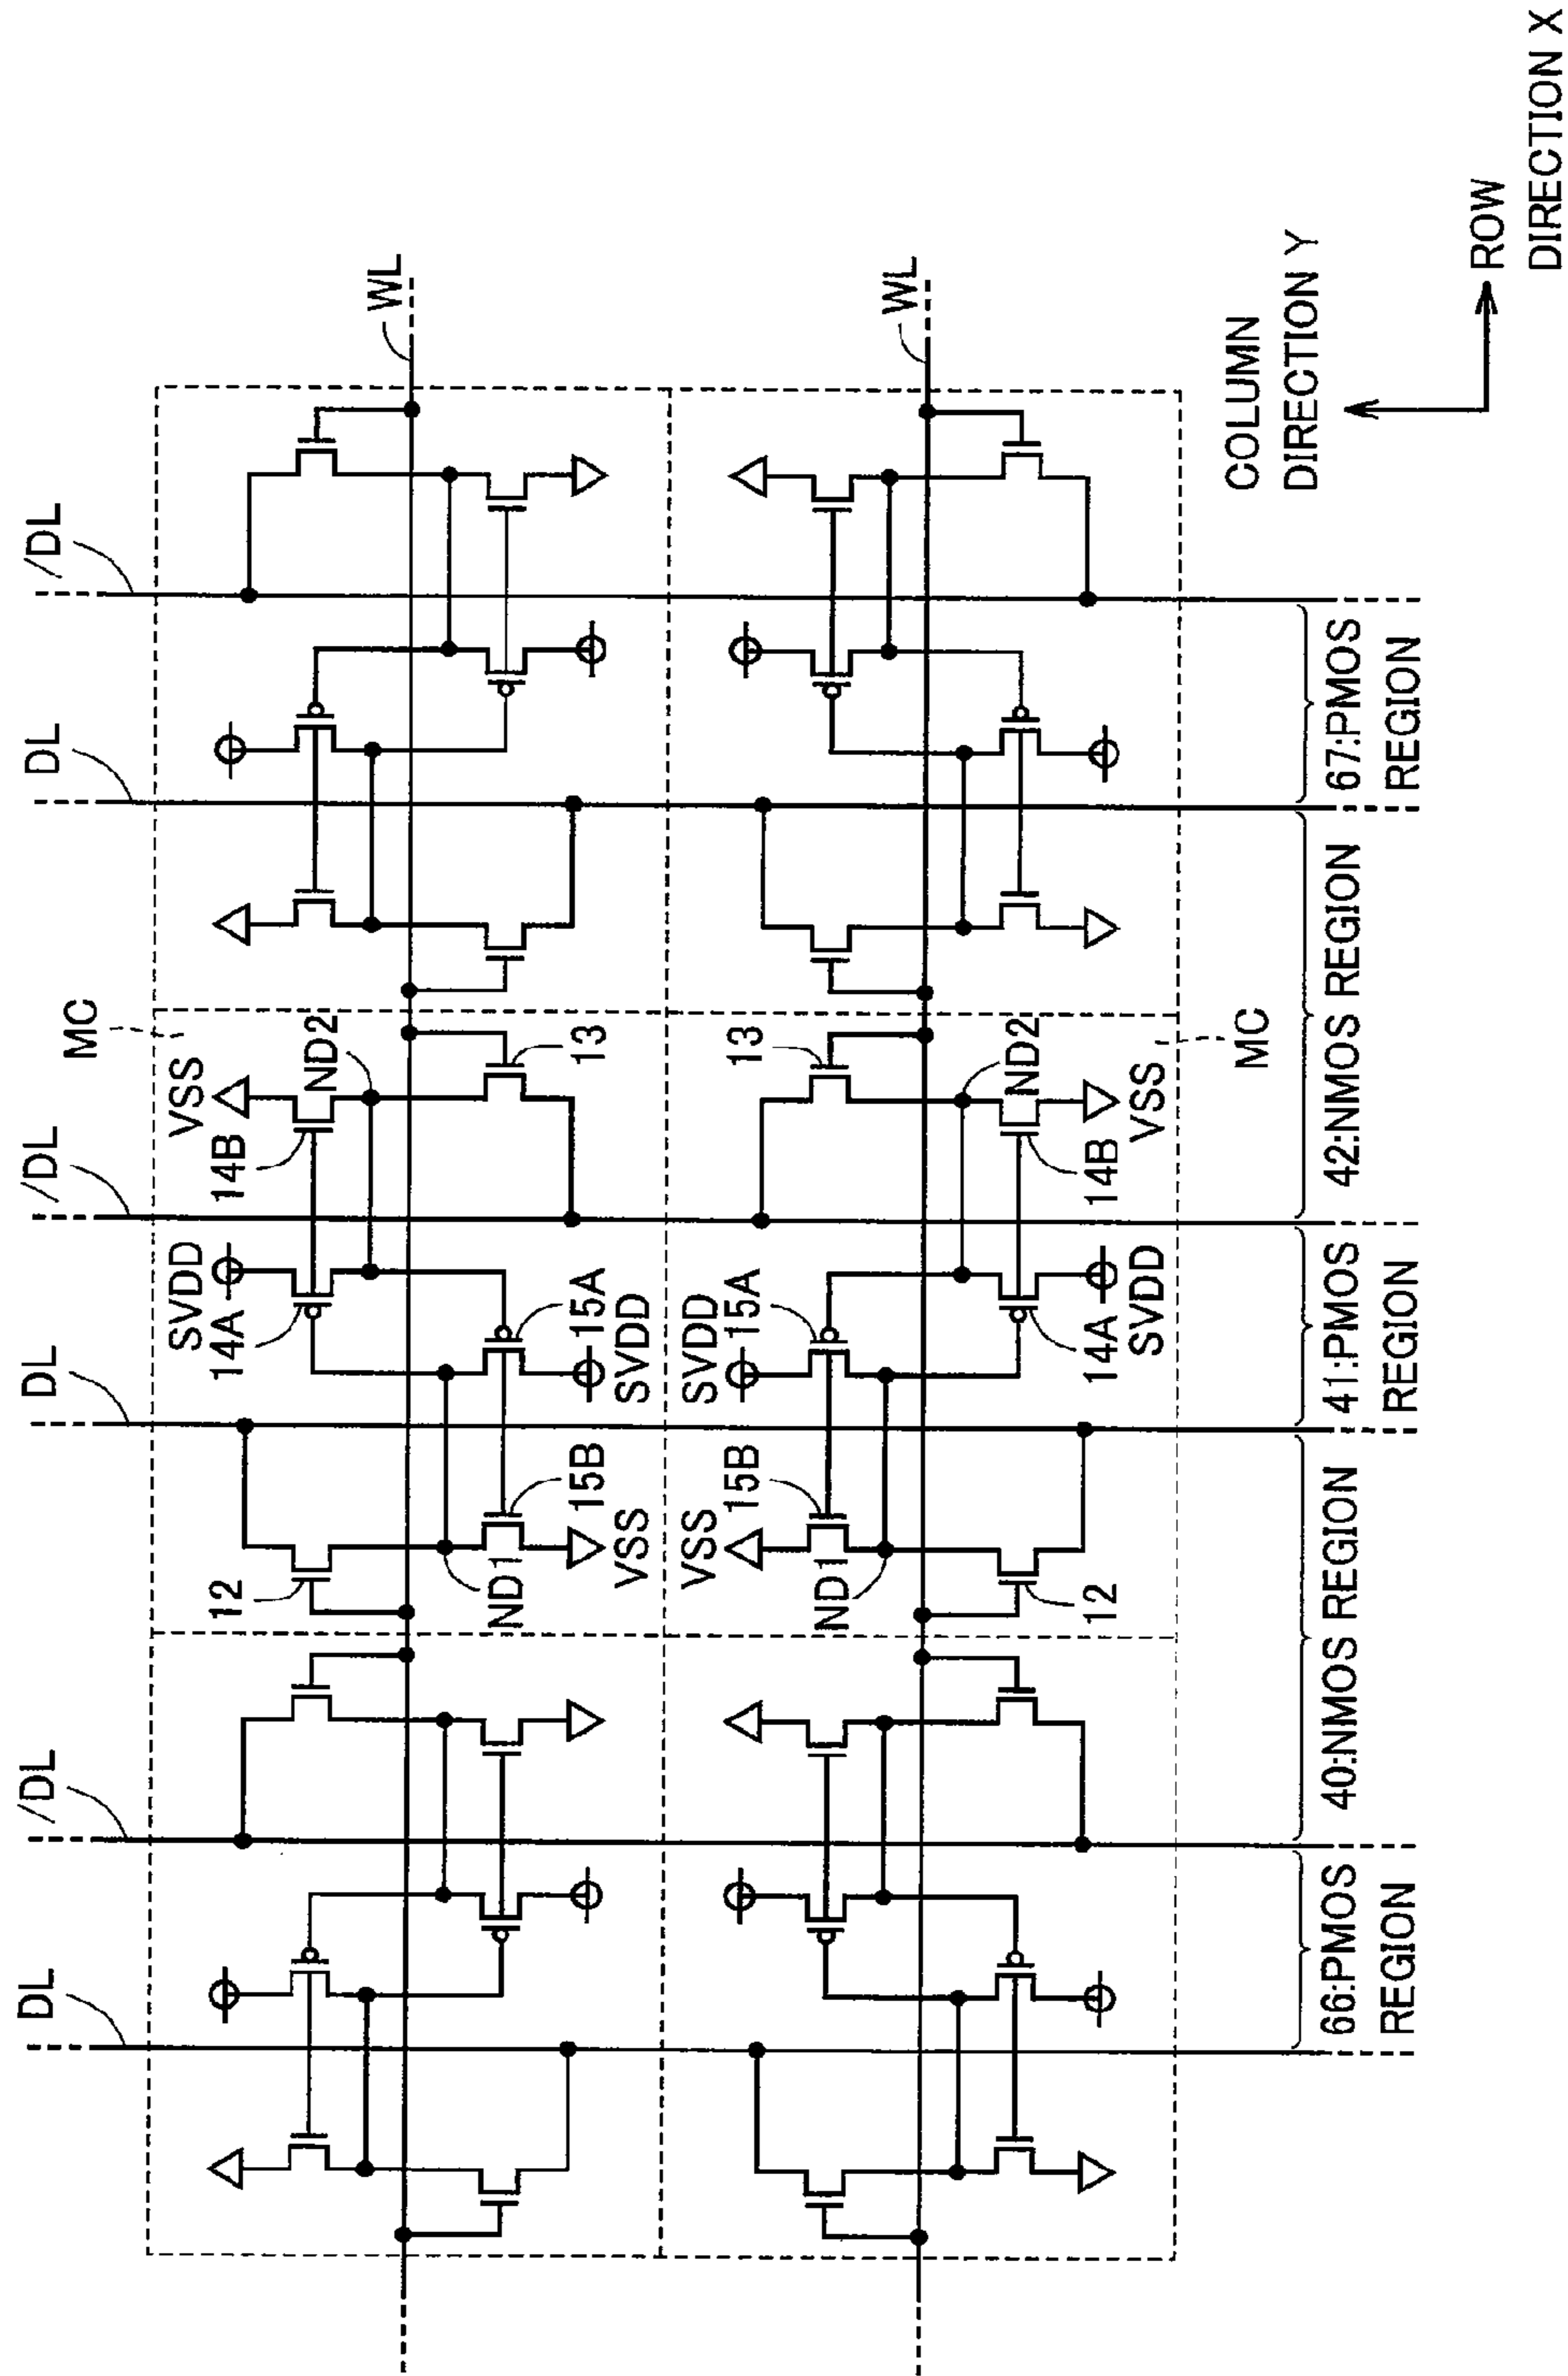 DL /DL DL /DL DL /DL
MC
SVDD VSS
12 14A 14B
ND2
WL
ND1
15B 15A 13
VSS SVDD
VSS SVDD
15B 15A 13
ND1
WL
ND2
12 14A 14B
SVDD VSS
MC
66:PMOS REGION
40:NMOS REGION
41:PMOS REGION
42:NMOS REGION
67:PMOS REGION
COLUMN
DIRECTION Y
ROW
DIRECTION X